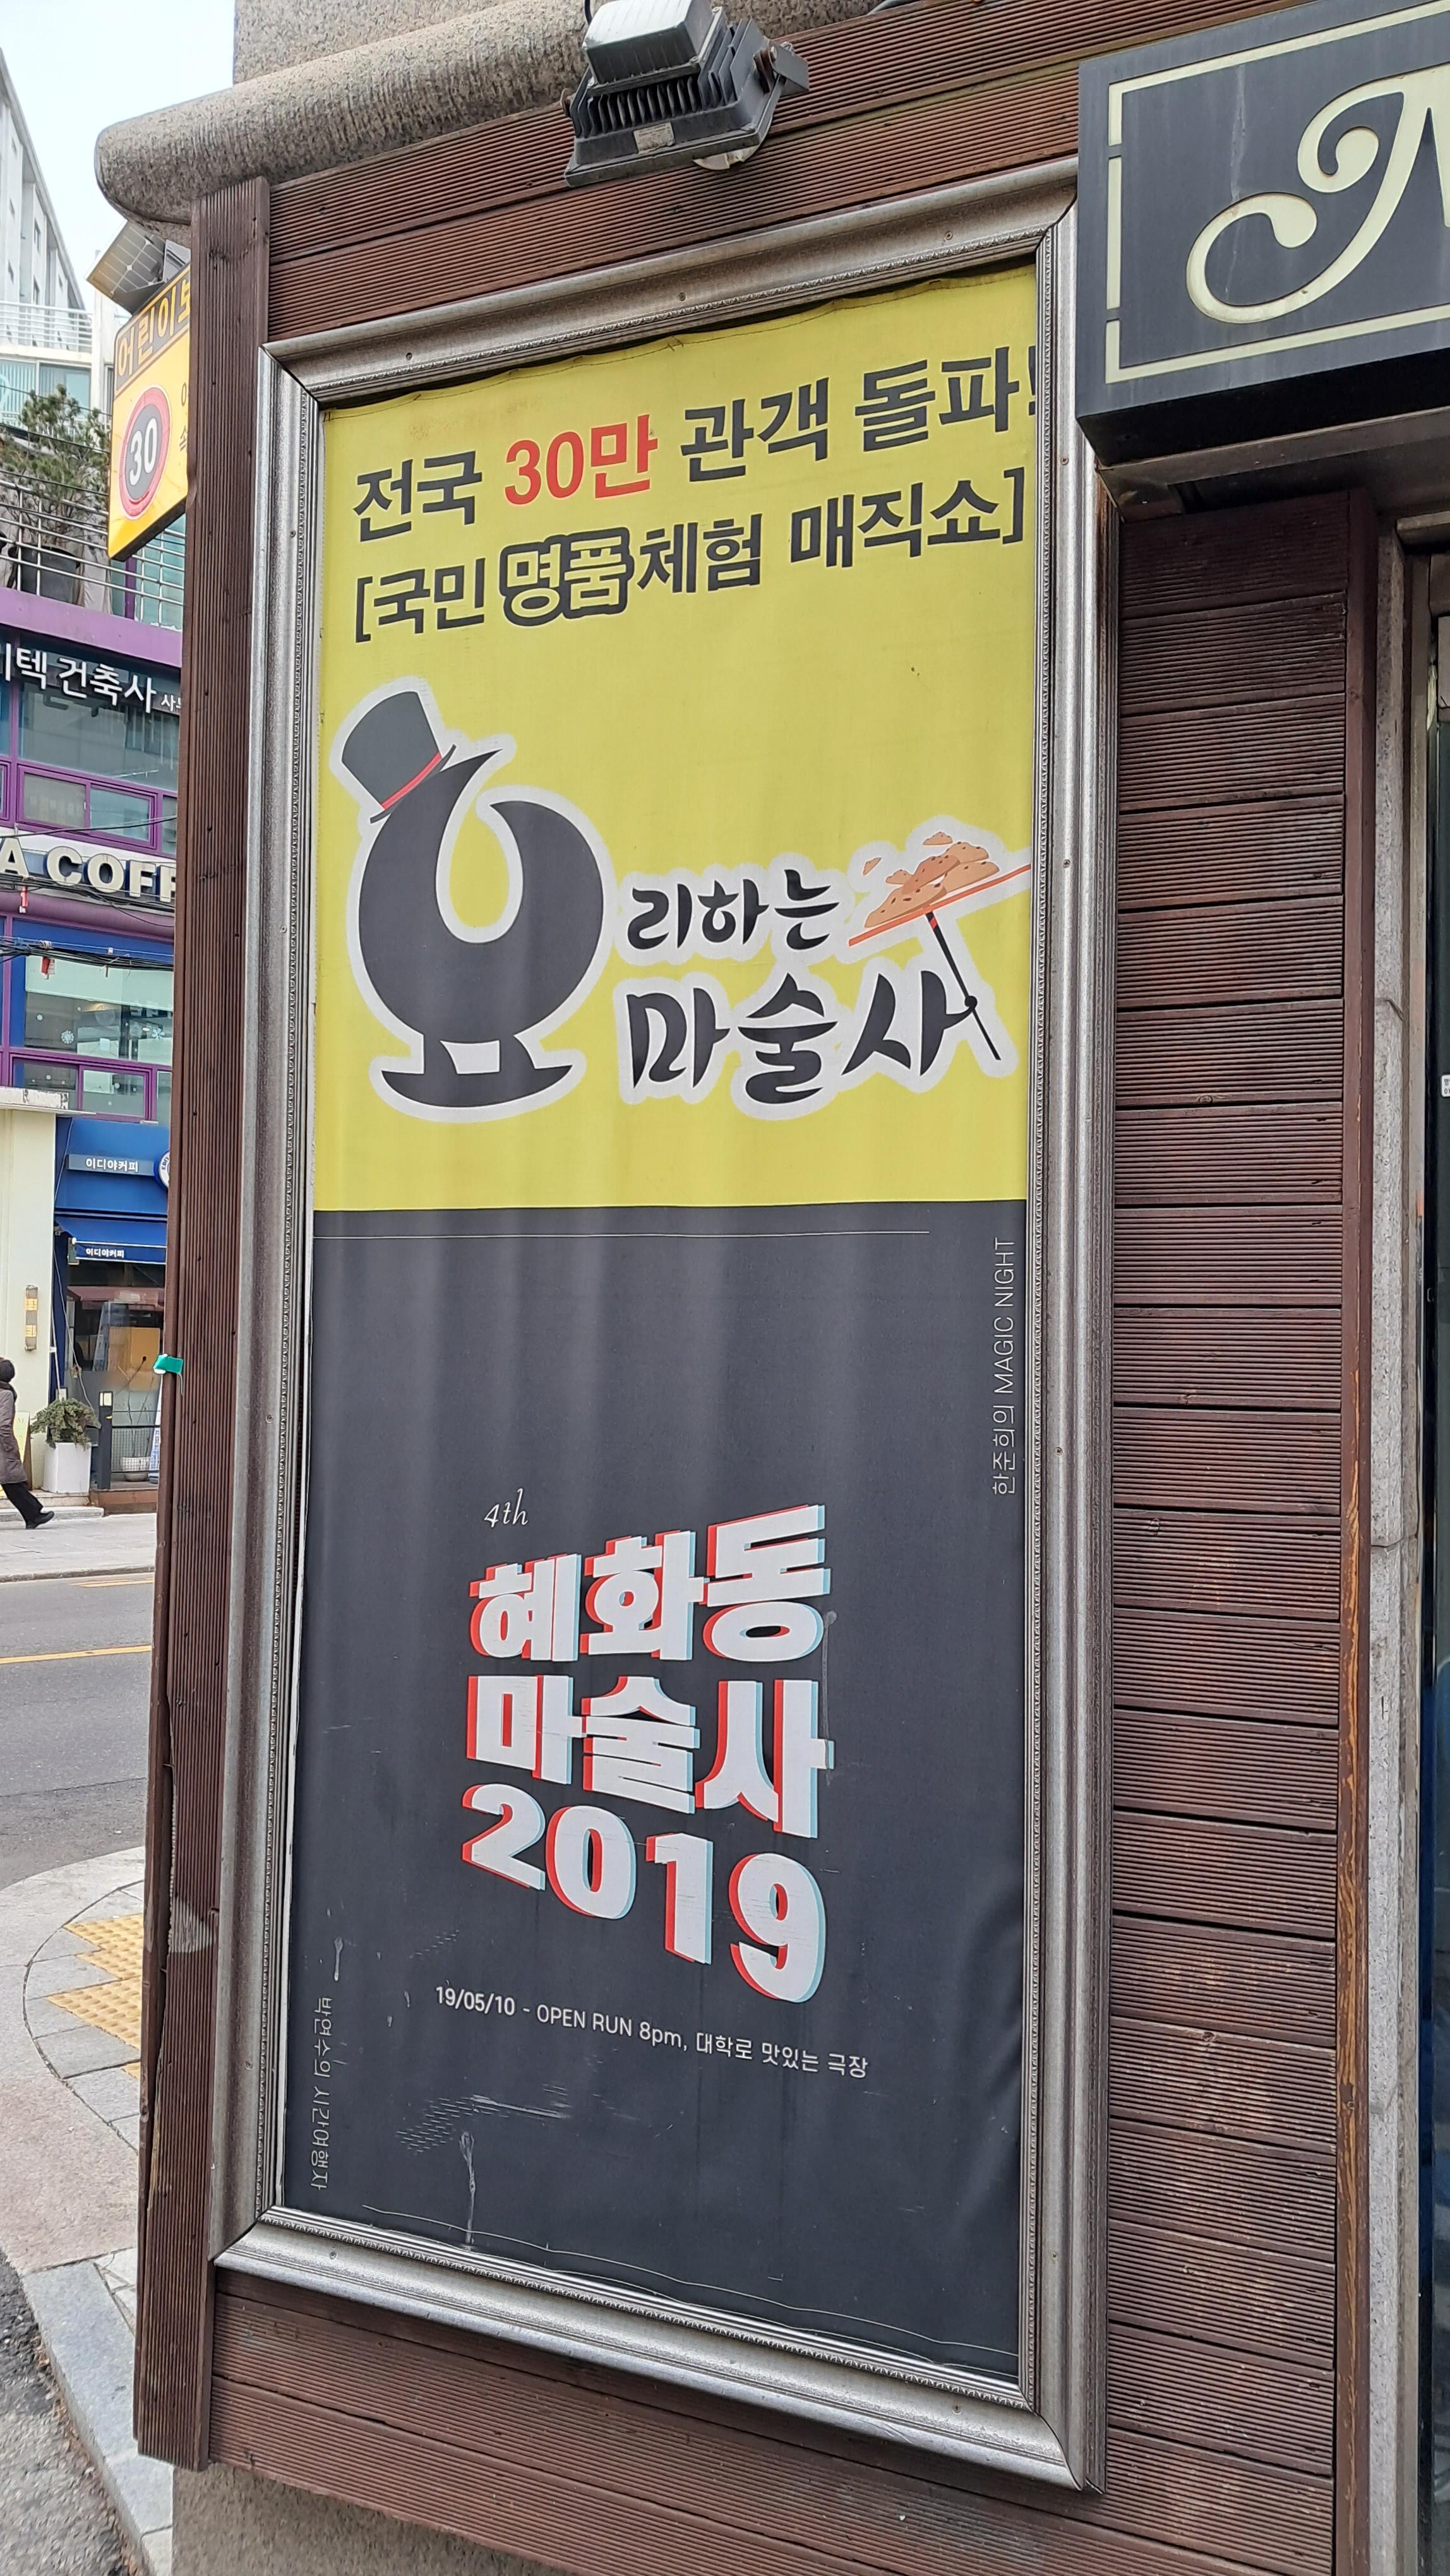 전국 30만 관객 돌파!
[국민 명품체험 매직쇼]
요리하는
마술사
한준희의 MAGIC NIGHT
4th
혜화동
마술사
2019
19/05/10 - OPEN RUN 8pm, 대학로 맛있는 극장
박연수의 시간여행자
어린이보
30
텍 건축사
A COFF
이디야커피
이디야커피